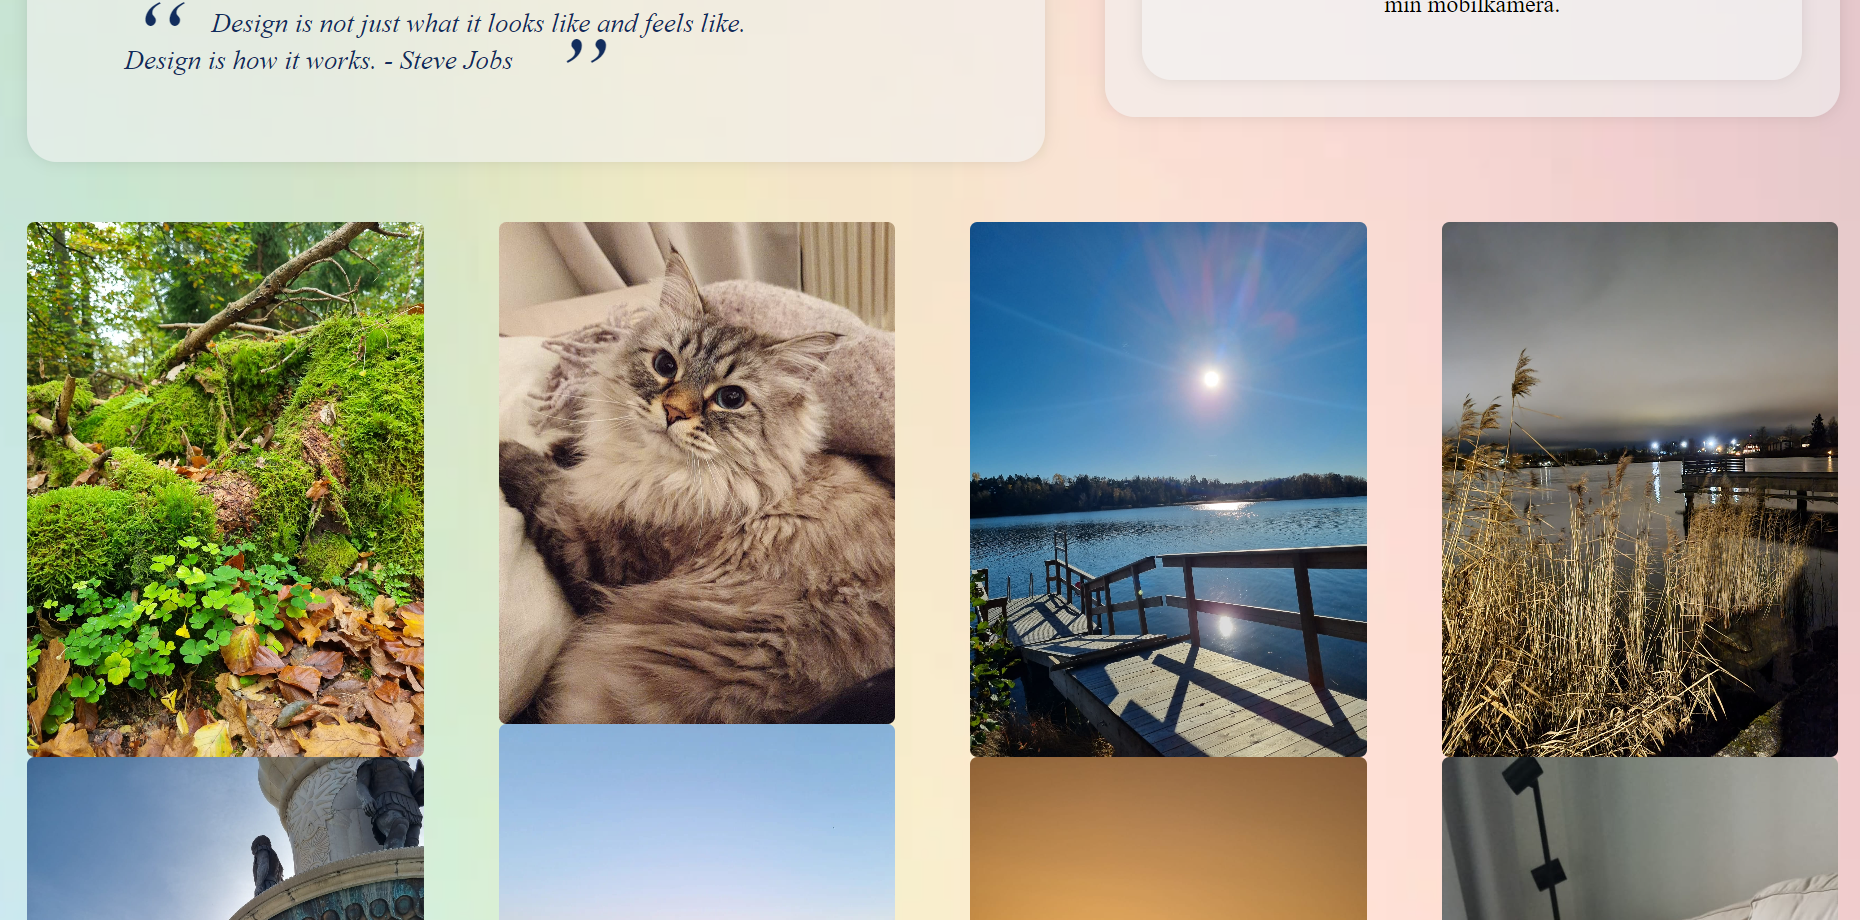 “ Design is not just what it looks like and feels like.
Design is how it works. - Steve Jobs ”
min mobilkamera.